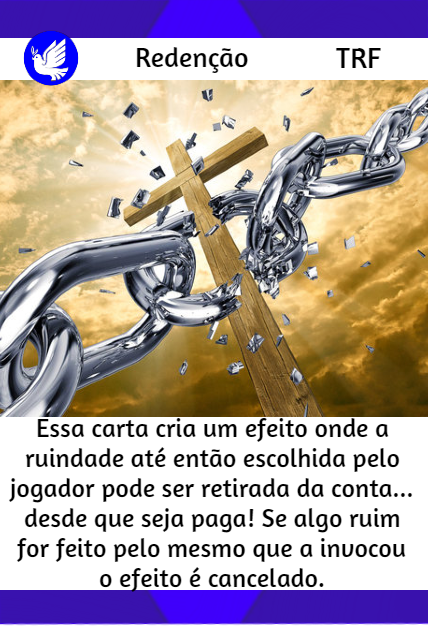 Redenção TRF
Essa carta cria um efeito onde a
ruindade até então escolhida pelo
jogador pode ser retirada da conta...
desde que seja paga! Se algo ruim
for feito pelo mesmo que a invocou
o efeito é cancelado.